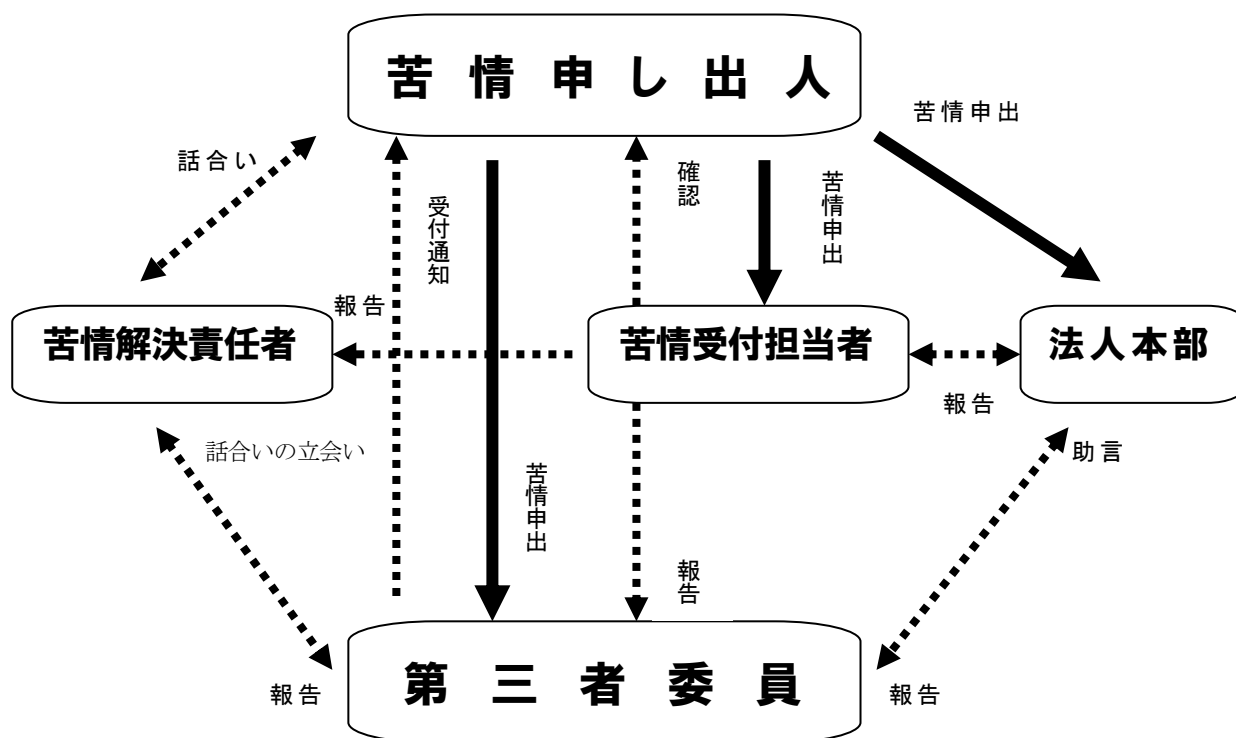 苦情申し出人
苦情申出
話合い
確認
受付通知
苦情申出
報告
苦情解決責任者
苦情受付担当者
法人本部
報告
話合いの立会い
助言
苦情申出
報告
第三者委員
報告
報告